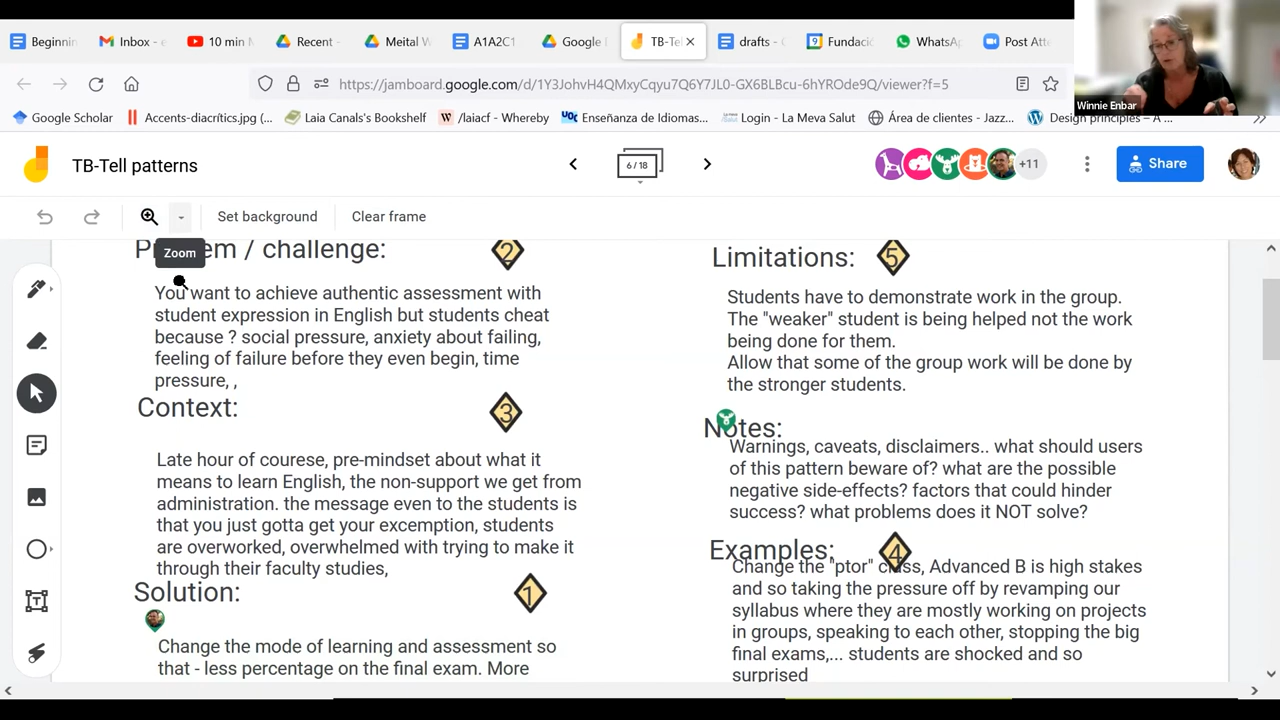 Beginnin
Inbox - e
10 min M
Recent -
Meital W
A1A2C1
Google D
TB-Tel
drafts - G
Fundació
WhatsAp
Post Atte
https://jamboard.google.com/d/1Y3JohvH4QMxyCqyu7Q6Y7JL0-GX6BLBcu-6hYROde9Q/viewer?f=5
Winnie Enbar
Google Scholar
Accents-diacrítics.jpg (...
Laia Canals's Bookshelf
/laiacf - Whereby
UOC Enseñanza de Idiomas...
Login - La Meva Salut
Área de clientes - Jazz...
Design principles – A ...
TB-Tell patterns
6 / 18
+11
Share
Set background
Clear frame
Zoom
Problem / challenge:
2
You want to achieve authentic assessment with
student expression in English but students cheat
because ? social pressure, anxiety about failing,
feeling of failure before they even begin, time
pressure, ,
Context:
3
Late hour of courese, pre-mindset about what it
means to learn English, the non-support we get from
administration. the message even to the students is
that you just gotta get your excemption, students
are overworked, overwhelmed with trying to make it
through their faculty studies,
Solution:
1
Change the mode of learning and assessment so
that - less percentage on the final exam. More
Limitations:
5
Students have to demonstrate work in the group.
The "weaker" student is being helped not the work
being done for them.
Allow that some of the group work will be done by
the stronger students.
Notes:
Warnings, caveats, disclaimers.. what should users
of this pattern beware of? what are the possible
negative side-effects? factors that could hinder
success? what problems does it NOT solve?
Examples:
4
Change the "ptor" class, Advanced B is high stakes
and so taking the pressure off by revamping our
syllabus where they are mostly working on projects
in groups, speaking to each other, stopping the big
final exams,... students are shocked and so
surprised